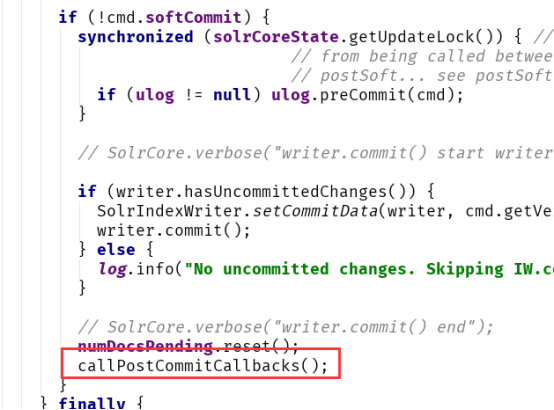 if (!cmd.softCommit) {
synchronized (solrCoreState.getUpdateLock()) { //
// from being called betwee
// postSoft... see postSoft
if (ulog != null) ulog.preCommit(cmd);
}
// SolrCore.verbose("writer.commit() start writer
if (writer.hasUncommittedChanges()) {
SolrIndexWriter.setCommitData(writer, cmd.getVe
writer.commit();
} else {
log.info("No uncommitted changes. Skipping IW.co
}
// SolrCore.verbose("writer.commit() end");
numDocsPending.reset();
callPostCommitCallbacks();
}
} finally {